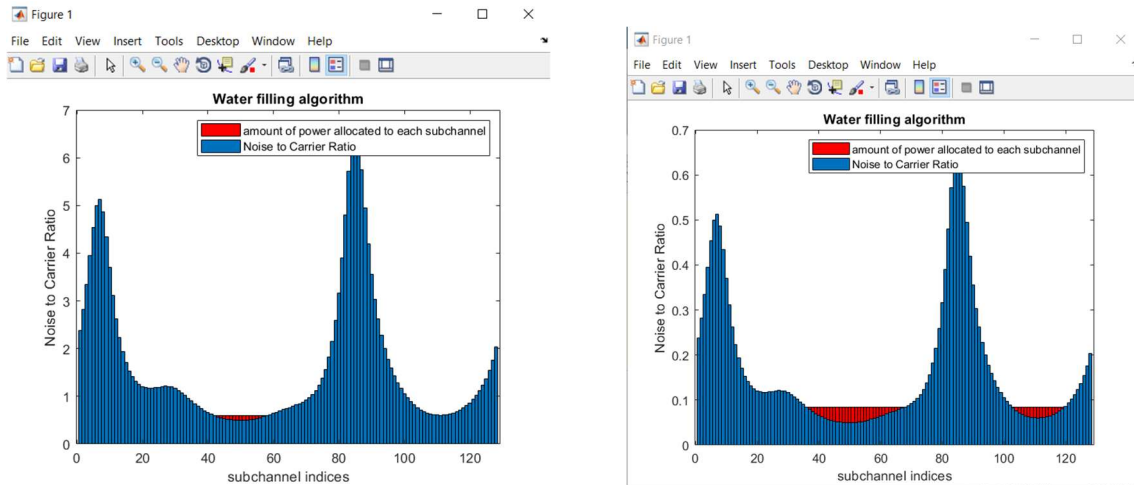 Figure 1
File Edit View Insert Tools Desktop Window Help
Water filling algorithm
amount of power allocated to each subchannel
Noise to Carrier Ratio
Noise to Carrier Ratio
7
6
5
4
3
2
1
0
0 20 40 60 80 100 120
subchannel indices
Figure 1
File Edit View Insert Tools Desktop Window Help
Water filling algorithm
amount of power allocated to each subchannel
Noise to Carrier Ratio
Noise to Carrier Ratio
0.7
0.6
0.5
0.4
0.3
0.2
0.1
0
0 20 40 60 80 100 120
subchannel indices